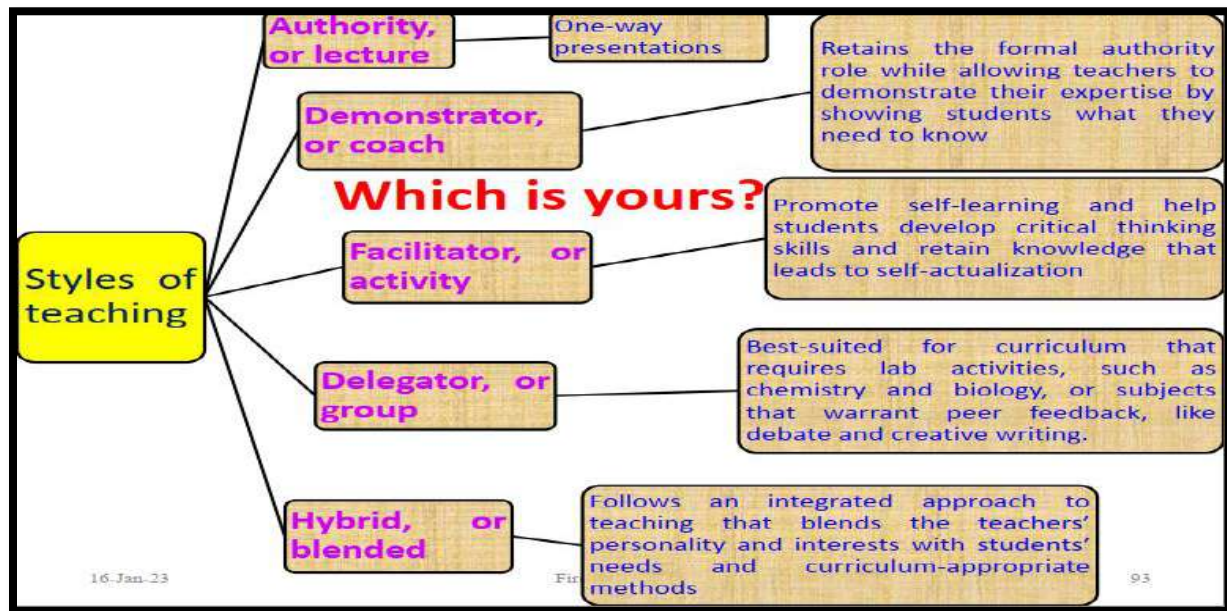 Authority,
or lecture
One-way
presentations
Retains the formal authority
role while allowing teachers to
demonstrate their expertise by
showing students what they
need to know
Demonstrator,
or coach
Which is yours?
Promote self-learning and help
students develop critical thinking
skills and retain knowledge that
leads to self-actualization
Facilitator, or
activity
Styles of
teaching
Delegator, or
group
Best-suited for curriculum that
requires lab activities, such as
chemistry and biology, or subjects
that warrant peer feedback, like
debate and creative writing.
Hybrid, or
blended
Follows an integrated approach to
teaching that blends the teachers’
personality and interests with students’
needs and curriculum-appropriate
methods
16-Jan-23
93